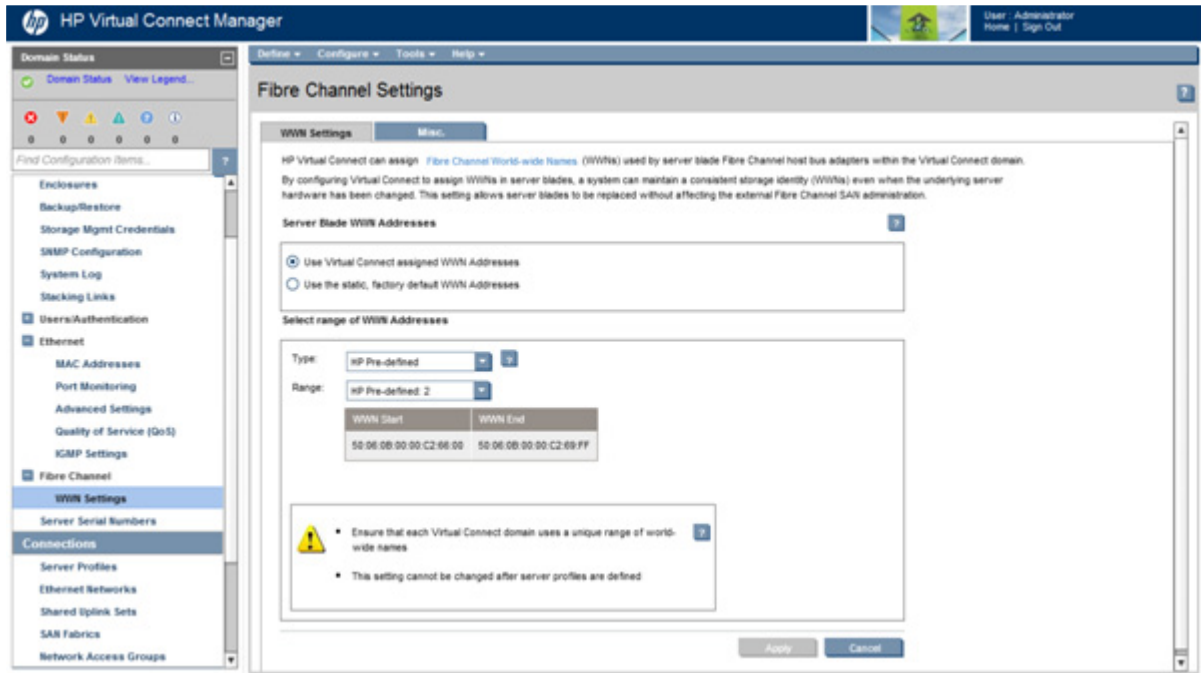 hp HP Virtual Connect Manager
User : Administrator
Home | Sign Out
Domain Status
Domain Status View Legend...
0 0 0 0 0 0
Find Configuration Items... ?
Enclosures
Backup/Restore
Storage Mgmt Credentials
SNMP Configuration
System Log
Stacking Links
Users/Authentication
Ethernet
MAC Addresses
Port Monitoring
Advanced Settings
Quality of Service (QoS)
IGMP Settings
Fibre Channel
WWN Settings
Server Serial Numbers
Connections
Server Profiles
Ethernet Networks
Shared Uplink Sets
SAN Fabrics
Network Access Groups
Define Configure Tools Help
Fibre Channel Settings ?
WWN Settings Misc.
HP Virtual Connect can assign Fibre Channel World-wide Names (WWNs) used by server blade Fibre Channel host bus adapters within the Virtual Connect domain.
By configuring Virtual Connect to assign WWNs in server blades, a system can maintain a consistent storage identity (WWNs) even when the underlying server
hardware has been changed. This setting allows server blades to be replaced without affecting the external Fibre Channel SAN administration.
Server Blade WWN Addresses ?
Use Virtual Connect assigned WWN Addresses
Use the static, factory default WWN Addresses
Select range of WWN Addresses
Type: HP Pre-defined ?
Range: HP Pre-defined: 2
WWN Start WWN End
50:06:0B:00:00:C2:66:00 50:06:0B:00:00:C2:69:FF
• Ensure that each Virtual Connect domain uses a unique range of world- ?
wide names
• This setting cannot be changed after server profiles are defined
Apply Cancel